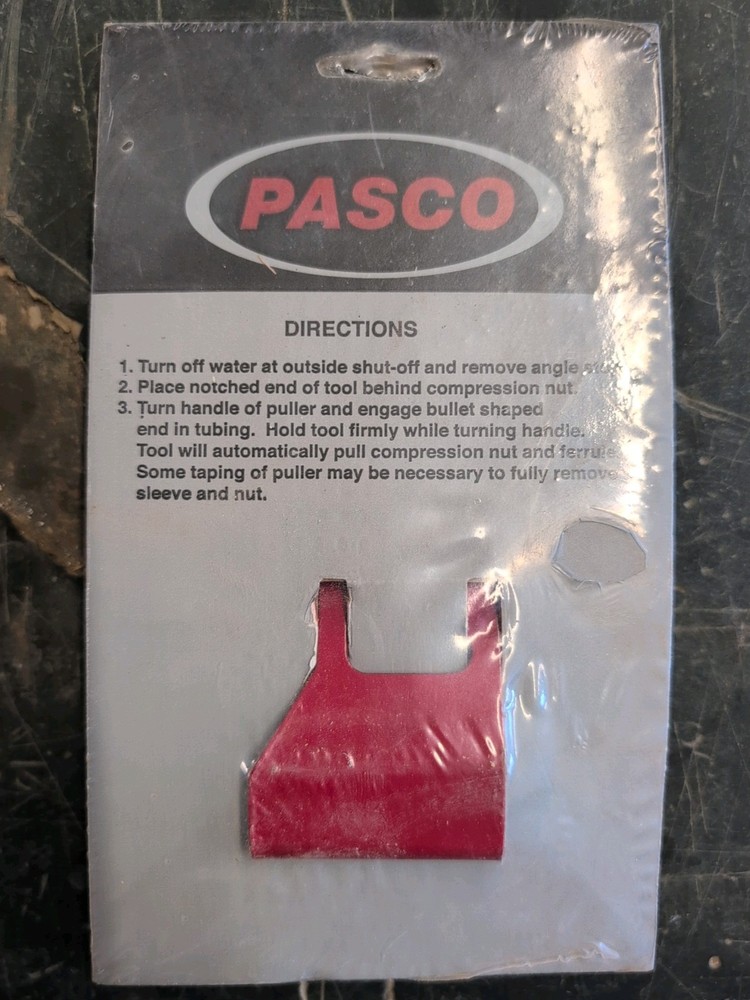 PASCO
DIRECTIONS
1. Turn off water at outside shut-off and remove angle
2. Place notched end of tool behind compression nut.
3. Turn handle of puller and engage bullet shaped
end in tubing. Hold tool firmly while turning handle.
Tool will automatically pull compression nut and ferrule
Some taping of puller may be necessary to fully remove
sleeve and nut.